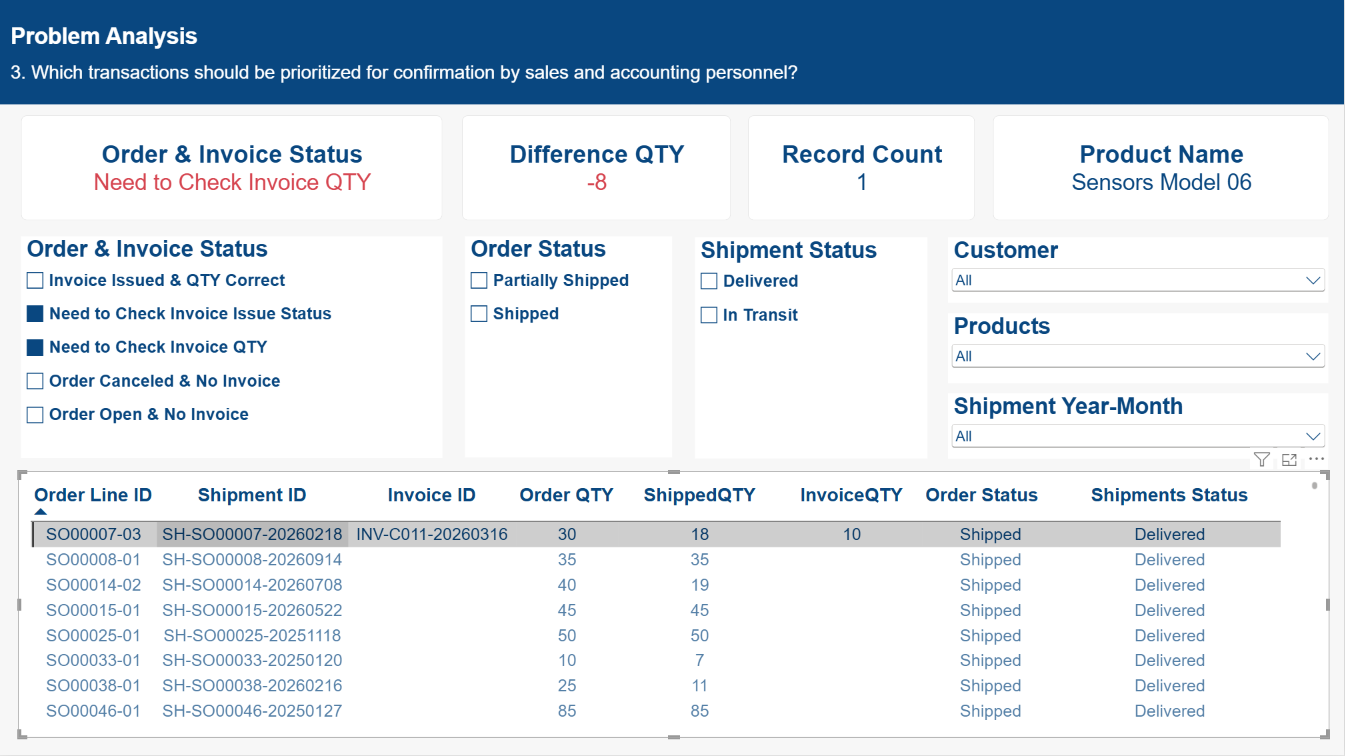 Problem Analysis
3. Which transactions should be prioritized for confirmation by sales and accounting personnel?
Order & Invoice Status
Need to Check Invoice QTY
Difference QTY
-8
Record Count
1
Product Name
Sensors Model 06
Order & Invoice Status
Invoice Issued & QTY Correct
Need to Check Invoice Issue Status
Need to Check Invoice QTY
Order Canceled & No Invoice
Order Open & No Invoice
Order Status
Partially Shipped
Shipped
Shipment Status
Delivered
In Transit
Customer
All
Products
All
Shipment Year-Month
All
Order Line ID Shipment ID Invoice ID Order QTY ShippedQTY InvoiceQTY Order Status Shipments Status
SO00007-03 SH-SO00007-20260218 INV-C011-20260316 30 18 10 Shipped Delivered
SO00008-01 SH-SO00008-20260914 35 35 Shipped Delivered
SO00014-02 SH-SO00014-20260708 40 19 Shipped Delivered
SO00015-01 SH-SO00015-20260522 45 45 Shipped Delivered
SO00025-01 SH-SO00025-20251118 50 50 Shipped Delivered
SO00033-01 SH-SO00033-20250120 10 7 Shipped Delivered
SO00038-01 SH-SO00038-20260216 25 11 Shipped Delivered
SO00046-01 SH-SO00046-20250127 85 85 Shipped Delivered